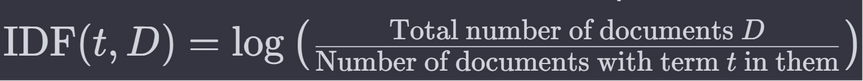 IDF(t, D) = log ( Total number of documents D / Number of documents with term t in them )